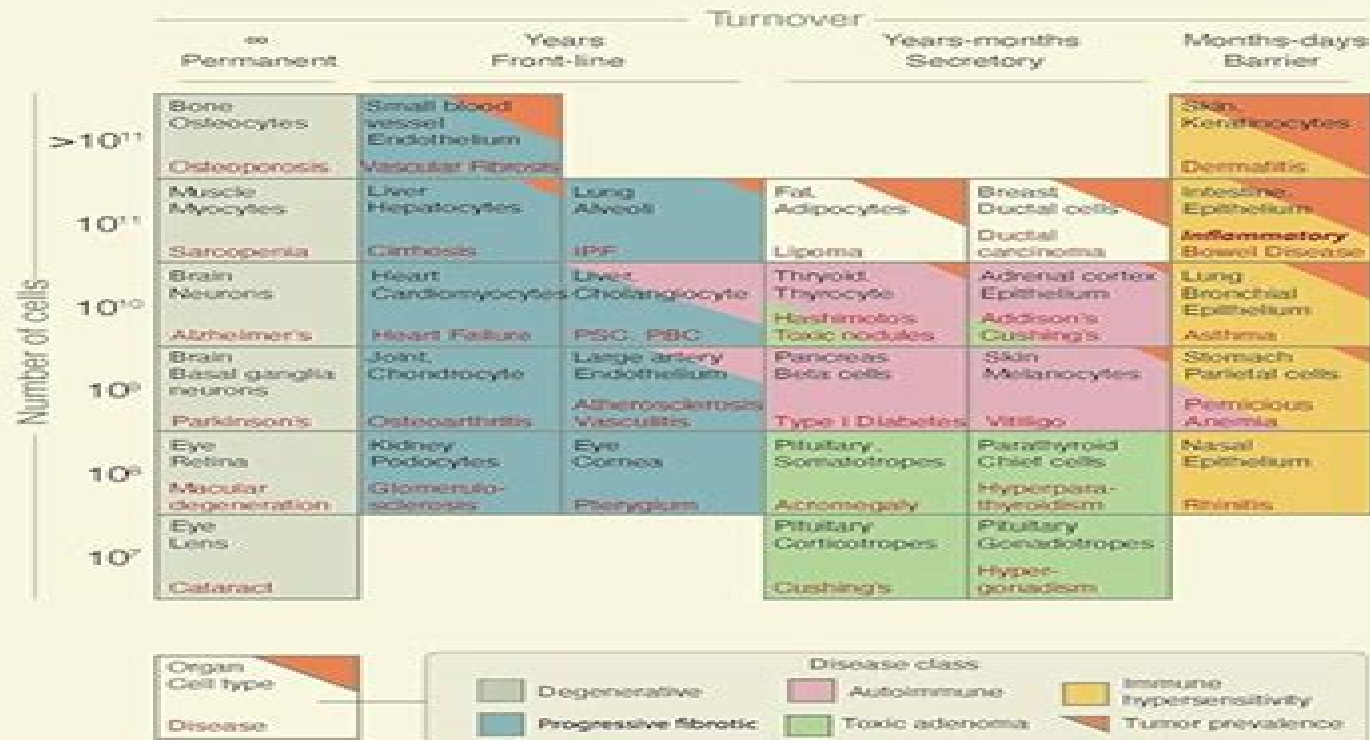 Turnover
∞
Permanent
Years
Front-line
Years-months
Secretory
Months-days
Barrier
Number of cells
>10¹¹
Bone
Osteocytes
Osteoporosis
Small blood
vessel
Endothelium
Vascular Fibrosis
Skin,
Keratinocytes
Dermatitis
10¹¹
Muscle
Myocytes
Sarcopenia
Liver
Hepatocytes
Cirrhosis
Lung
Alveoli
IPF
Fat,
Adipocytes
Lipoma
Breast
Ductal cells
Ductal
carcinoma
Intestine,
Epithelium
Inflammatory
Bowel Disease
10¹⁰
Brain
Neurons
Alzheimer's
Heart
Cardiomyocytes
Heart Failure
Liver
Cholangiocyte
PSC, PBC
Thryoid,
Thyrocyte
Hashimoto's
Toxic nodules
Adrenal cortex
Epithelium
Addison's
Cushing's
Lung
Bronchial
Epithelium
Asthma
10⁹
Brain
Basal ganglia
neurons
Parkinson's
Joint,
Chondrocyte
Osteoarthritis
Large artery
Endothelium
Atherosclerosis
Vasculitis
Pancreas
Beta cells
Type I Diabetes
Skin
Melanocytes
Vitiligo
Stomach
Parietal cells
Pernicious
Anemia
10⁸
Eye
Retina
Macular
degeneration
Kidney
Podocytes
Glomerulo-
sclerosis
Eye
Cornea
Pterygium
Pituitary,
Somatotropes
Acromegaly
Parathyroid
Chief cells
Hyperpara-
thyroidism
Nasal
Epithelium
Rhinitis
10⁷
Eye
Lens
Cataract
Pituitary
Corticotropes
Cushing's
Pituitary
Gonadotropes
Hyper-
gonadism
Organ
Cell type
Disease
Disease class
Degenerative
Progressive fibrotic
Autoimmune
Toxic adenoma
Immune
hypersensitivity
Tumor prevalence